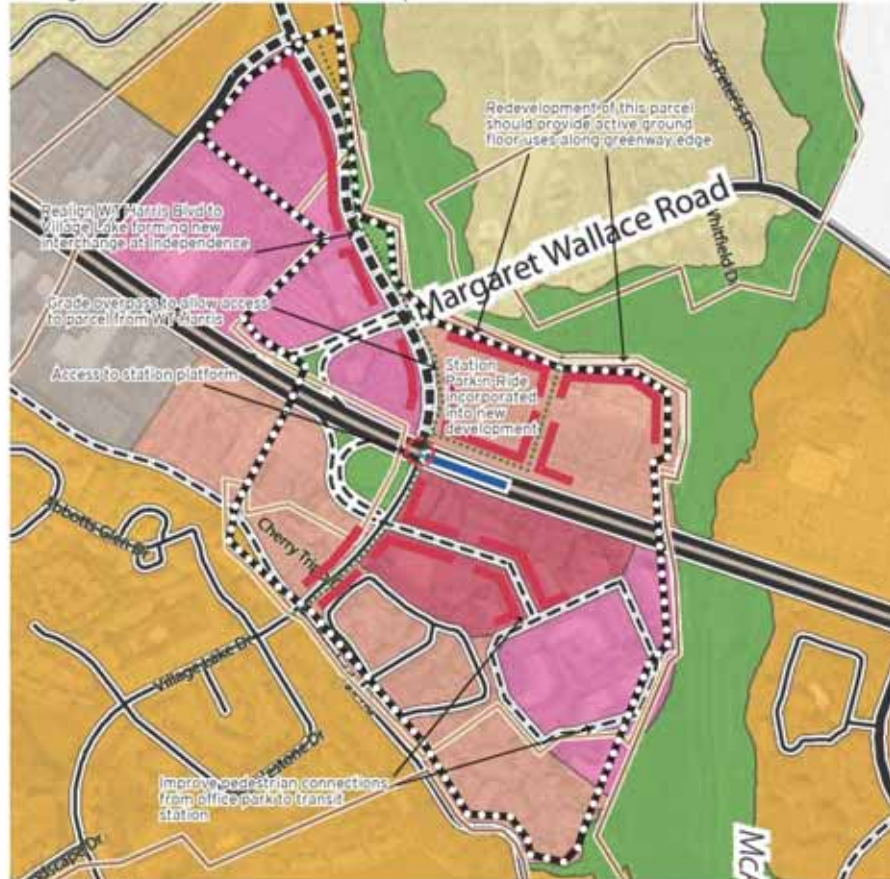 Redevelopment of this parcel
should provide active ground
floor uses along greenway edge
Margaret Wallace Road
Whitfield Dr
Realign WT Harris Blvd to
Village Lake forming new
interchange at Independence
Grade overpass to allow access
to parcel from WT Harris
Access to station platform
Station
Park-n-Ride
incorporated
into new
development
Cherry
Village Lake Dr
Improve pedestrian connections
from office park to transit
station